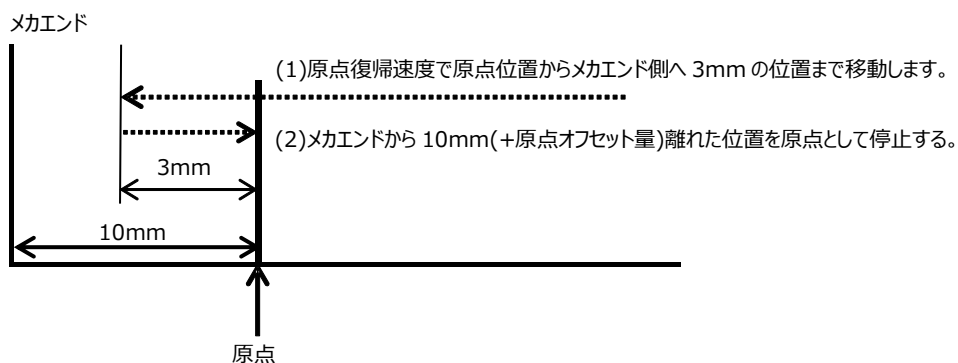 メカエンド
(1)原点復帰速度で原点位置からメカエンド側へ 3mm の位置まで移動します。
(2)メカエンドから 10mm(+原点オフセット量)離れた位置を原点として停止する。
3mm
10mm
原点